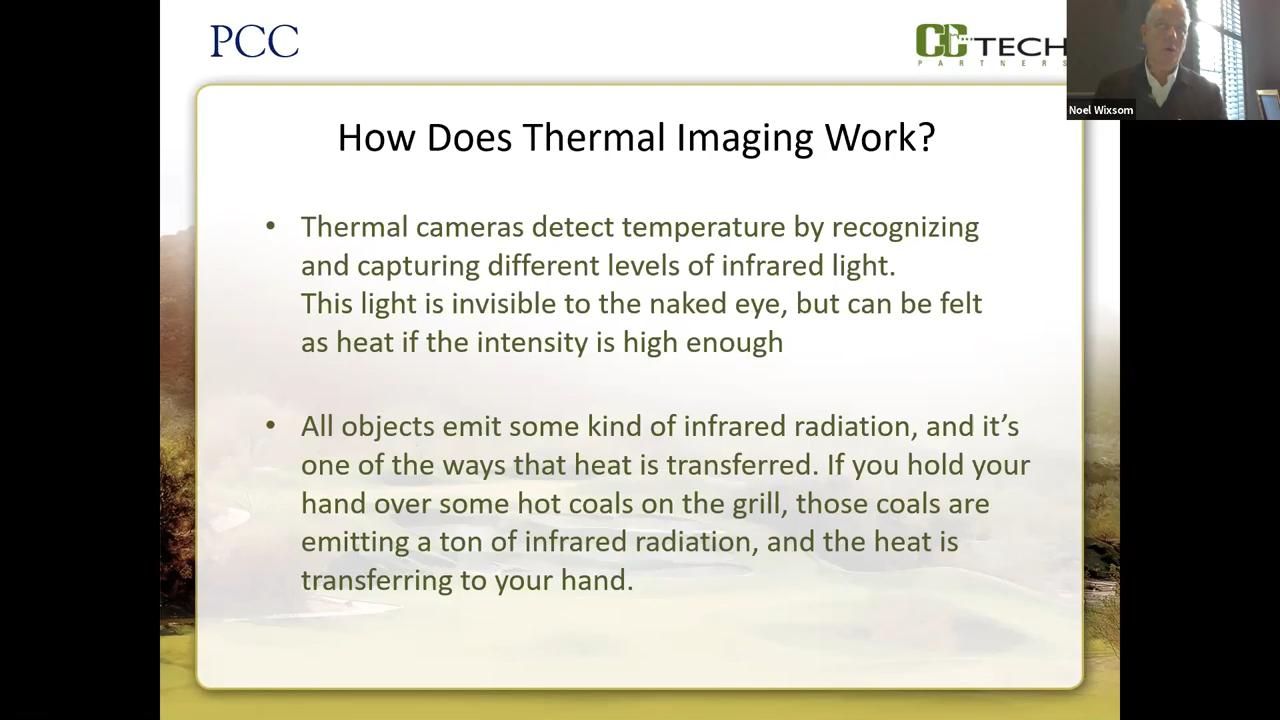 PCC
CC TECH
PARTNERS
Noel Wixsom
How Does Thermal Imaging Work?
• Thermal cameras detect temperature by recognizing
and capturing different levels of infrared light.
This light is invisible to the naked eye, but can be felt
as heat if the intensity is high enough
• All objects emit some kind of infrared radiation, and it’s
one of the ways that heat is transferred. If you hold your
hand over some hot coals on the grill, those coals are
emitting a ton of infrared radiation, and the heat is
transferring to your hand.